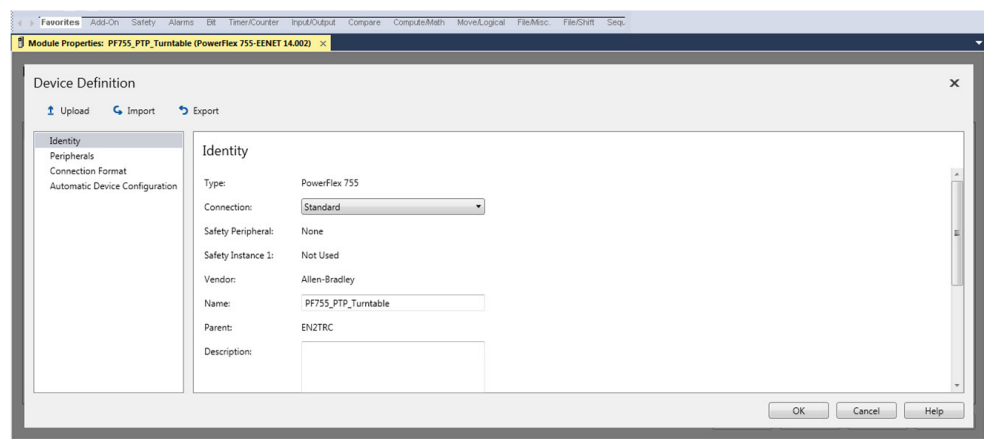 Favorites Add-On Safety Alarms Bit Timer/Counter Input/Output Compare Compute/Math Move/Logical File/Misc. File/Shift Sequ.
Module Properties: PF755_PTP_Turntable (PowerFlex 755-EENET 14.002) ×
Device Definition
Upload Import Export
Identity
Peripherals
Connection Format
Automatic Device Configuration
Identity
Type: PowerFlex 755
Connection: Standard
Safety Peripheral: None
Safety Instance 1: Not Used
Vendor: Allen-Bradley
Name: PF755_PTP_Turntable
Parent: EN2TRC
Description:
OK Cancel Help